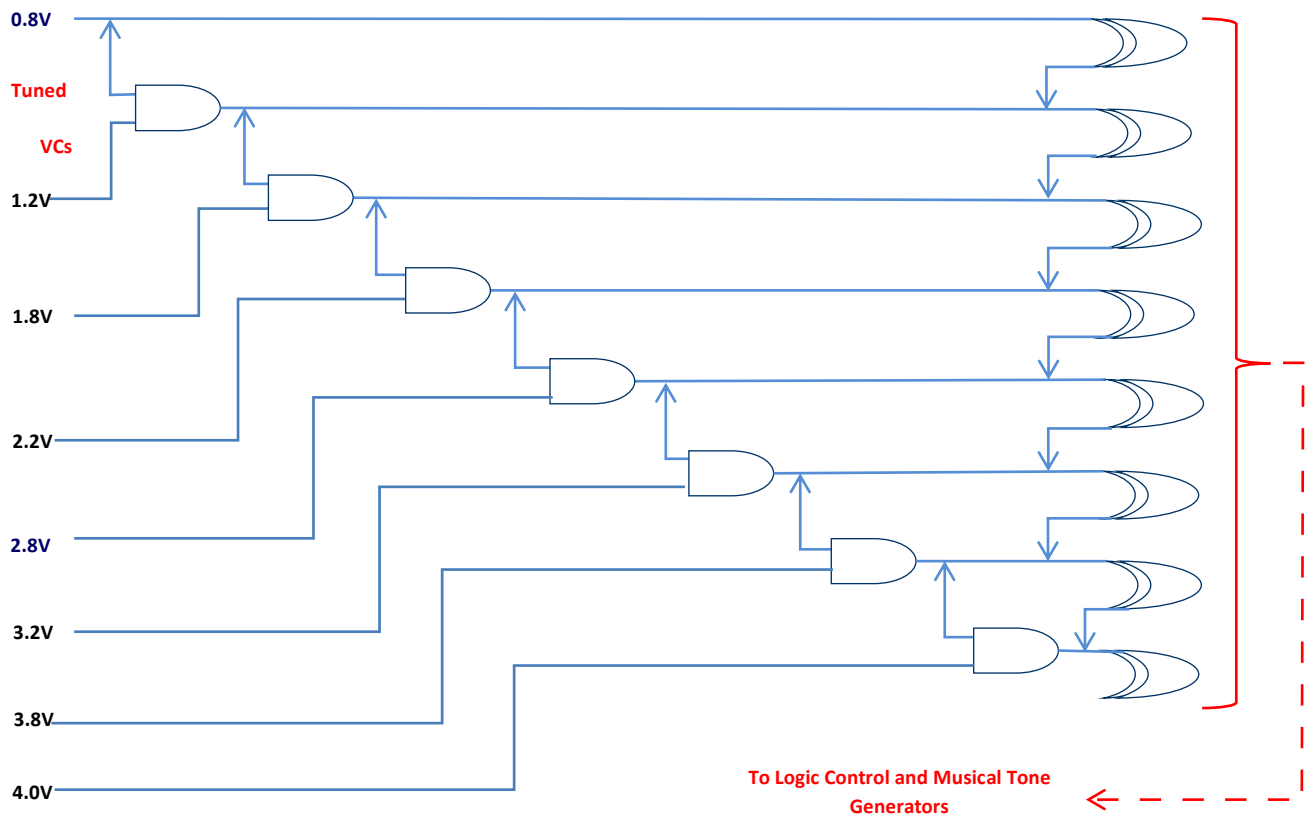 0.8V
Tuned
VCs
1.2V
1.8V
2.2V
2.8V
3.2V
3.8V
4.0V
To Logic Control and Musical Tone
Generators